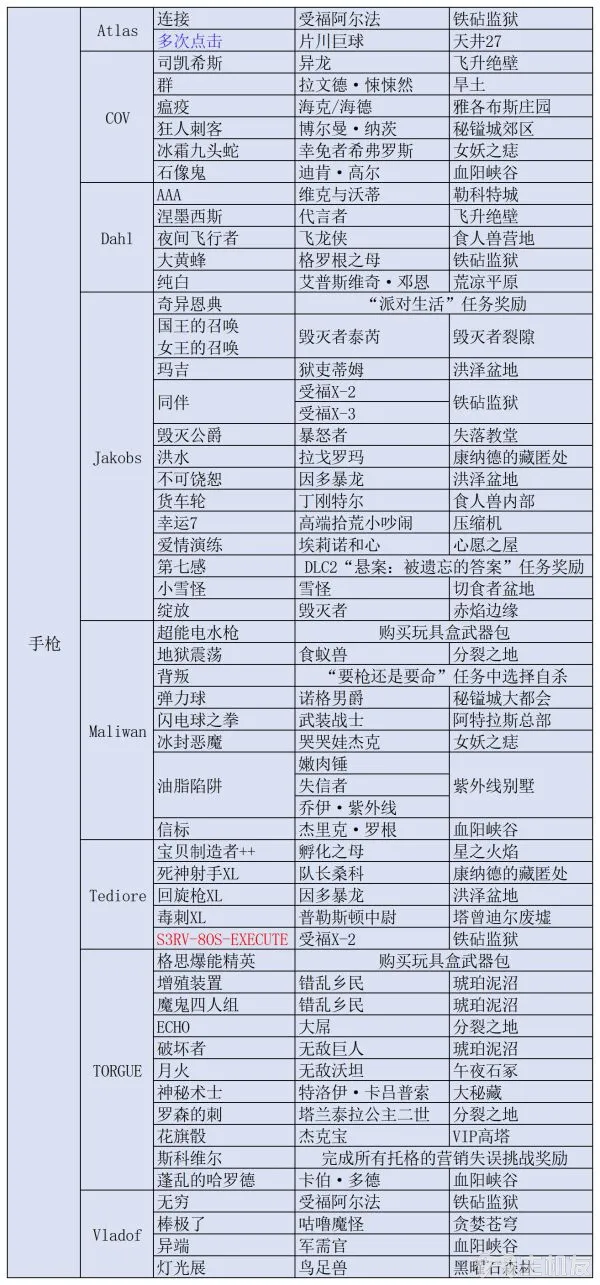 手枪
Atlas
连接 受福阿尔法 铁砧监狱
多次点击 片川巨球 天井27
COV
司凯希斯 异龙 飞升绝壁
群 拉文德·悚悚然 旱土
瘟疫 海克/海德 雅各布斯庄园
狂人刺客 博尔曼·纳茨 秘镒城郊区
冰霜九头蛇 幸免者希弗罗斯 女妖之痣
石像鬼 迪肯·高尔 血阳峡谷
Dahl
AAA 维克与沃蒂 勒科特城
涅墨西斯 代言者 飞升绝壁
夜间飞行者 飞龙侠 食人兽营地
大黄蜂 格罗根之母 铁砧监狱
纯白 艾普斯维奇·邓恩 荒凉平原
Jakobs
奇异恩典 “派对生活”任务奖励
国王的召唤
女王的召唤 毁灭者泰芮 毁灭者裂隙
玛吉 狱吏蒂姆 洪泽盆地
同伴 受福X-2 铁砧监狱
受福X-3
毁灭公爵 暴怒者 失落教堂
洪水 拉戈罗玛 康纳德的藏匿处
不可饶恕 因多暴龙 洪泽盆地
货车轮 丁刚特尔 食人兽内部
幸运7 高端拾荒小吵闹 压缩机
爱情演练 埃莉诺和心 心愿之屋
第七感 DLC2“悬案：被遗忘的答案”任务奖励
小雪怪 雪怪 切食者盆地
绽放 毁灭者 赤焰边缘
Maliwan
超能电水枪 购买玩具盒武器包
地狱震荡 食蚁兽 分裂之地
背叛 “要枪还是要命”任务中选择自杀
弹力球 诺格男爵 秘镒城大都会
闪电球之拳 武装战士 阿特拉斯总部
冰封恶魔 哭哭娃杰克 女妖之痣
油脂陷阱 嫩肉锤 紫外线别墅
失信者
乔伊·紫外线
信标 杰里克·罗根 血阳峡谷
Tediore
宝贝制造者++ 孵化之母 星之火焰
死神射手XL 队长桑科 康纳德的藏匿处
回旋枪XL 因多暴龙 洪泽盆地
毒刺XL 普勒斯顿中尉 塔曾迪尔废墟
S3RV-80S-EXECUTE 受福X-2 铁砧监狱
TORGUE
格思爆能精英 购买玩具盒武器包
增殖装置 错乱乡民 琥珀泥沼
魔鬼四人组 错乱乡民 琥珀泥沼
ECHO 大屌 分裂之地
破坏者 无敌巨人 琥珀泥沼
月火 无敌沃坦 午夜石冢
神秘术士 特洛伊·卡吕普索 大秘藏
罗森的刺 塔兰泰拉公主二世 分裂之地
花旗骰 杰克宝 VIP高塔
斯科维尔 完成所有托格的营销失误挑战奖励
蓬乱的哈罗德 卡伯·多德 血阳峡谷
Vladof
无穷 受福阿尔法 铁砧监狱
棒极了 咕噜魔怪 贪婪苍穹
异端 军需官 血阳峡谷
灯光展 鸟足兽 黑曜石森林